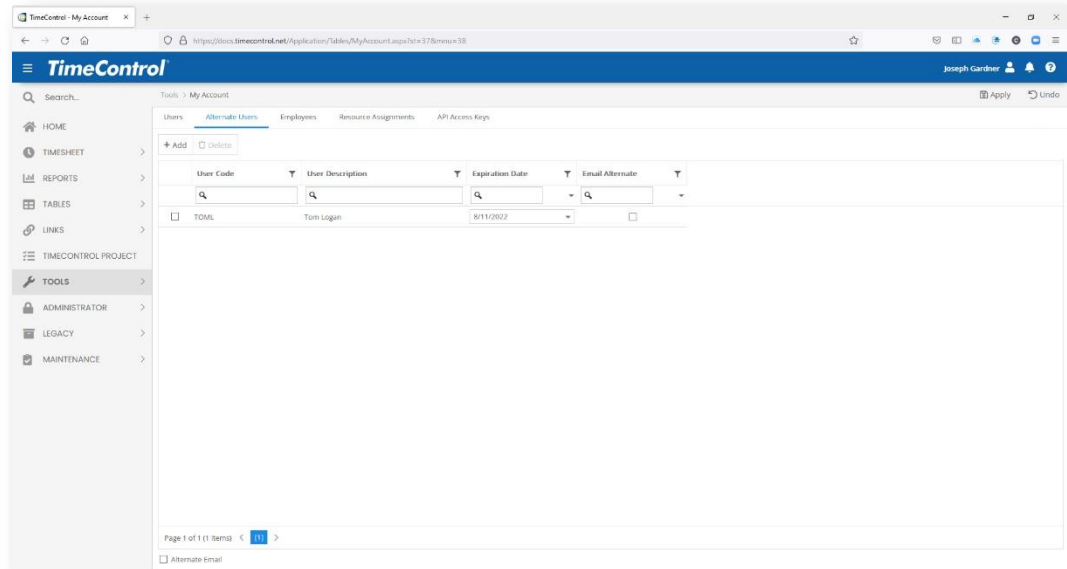 TimeControl - My Account
https://docs.timecontrol.net/Application/Tables/MyAccount.aspx?st=37&mnu=38
TimeControl
Joseph Gardner
Search...
Tools > My Account
Apply
Undo
HOME
TIMESHEET
REPORTS
TABLES
LINKS
TIMECONTROL PROJECT
TOOLS
ADMINISTRATOR
LEGACY
MAINTENANCE
Users Alternate Users Employees Resource Assignments API Access Keys
+ Add Delete
User Code User Description Expiration Date Email Alternate
TOML Tom Logan 8/11/2022
Page 1 of 1 (1 items) < [1] >
Alternate Email